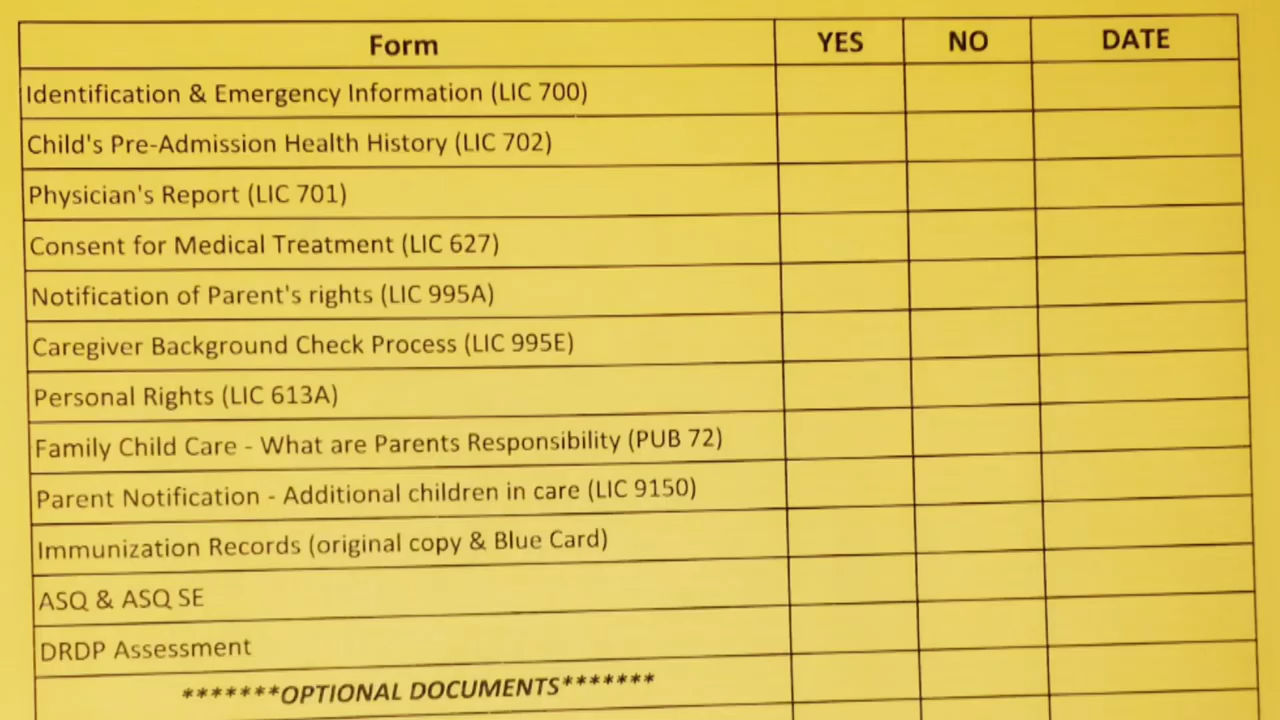 Form YES NO DATE
Identification & Emergency Information (LIC 700)
Child's Pre-Admission Health History (LIC 702)
Physician's Report (LIC 701)
Consent for Medical Treatment (LIC 627)
Notification of Parent's rights (LIC 995A)
Caregiver Background Check Process (LIC 995E)
Personal Rights (LIC 613A)
Family Child Care - What are Parents Responsibility (PUB 72)
Parent Notification - Additional children in care (LIC 9150)
Immunization Records (original copy & Blue Card)
ASQ & ASQ SE
DRDP Assessment
*******OPTIONAL DOCUMENTS*******